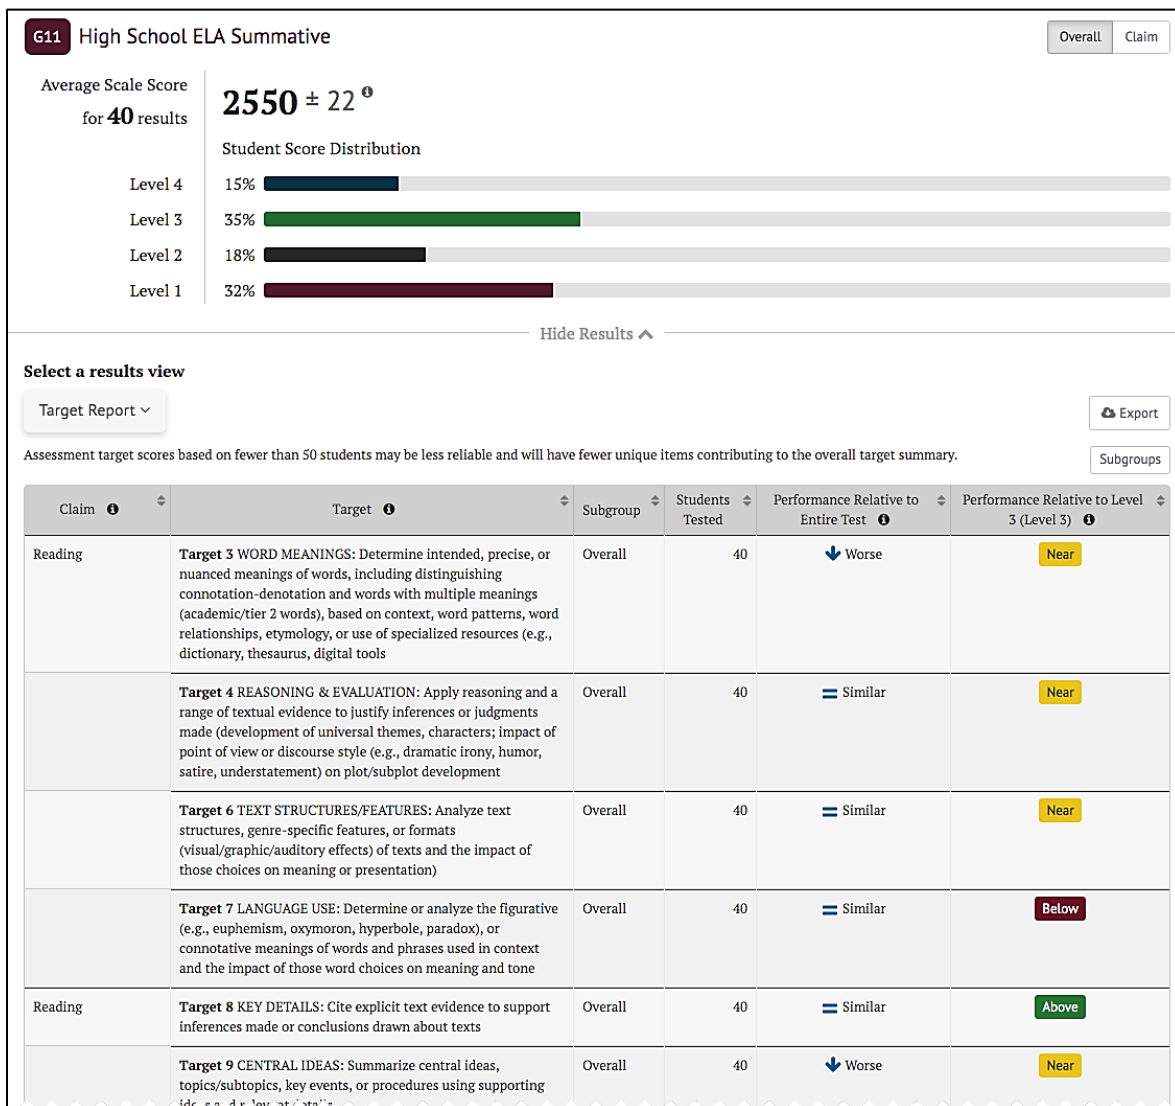 G11 High School ELA Summative
Overall Claim
Average Scale Score
for 40 results
2550 ± 22
Student Score Distribution
Level 4 15%
Level 3 35%
Level 2 18%
Level 1 32%
Hide Results
Select a results view
Target Report
Export
Assessment target scores based on fewer than 50 students may be less reliable and will have fewer unique items contributing to the overall target summary.
Subgroups
Claim
Target
Subgroup
Students
Tested
Performance Relative to
Entire Test
Performance Relative to Level
3 (Level 3)
Reading
Target 3 WORD MEANINGS: Determine intended, precise, or
nuanced meanings of words, including distinguishing
connotation-denotation and words with multiple meanings
(academic/tier 2 words), based on context, word patterns, word
relationships, etymology, or use of specialized resources (e.g.,
dictionary, thesaurus, digital tools
Overall
40
Worse
Near
Target 4 REASONING & EVALUATION: Apply reasoning and a
range of textual evidence to justify inferences or judgments
made (development of universal themes, characters; impact of
point of view or discourse style (e.g., dramatic irony, humor,
satire, understatement) on plot/subplot development
Overall
40
Similar
Near
Target 6 TEXT STRUCTURES/FEATURES: Analyze text
structures, genre-specific features, or formats
(visual/graphic/auditory effects) of texts and the impact of
those choices on meaning or presentation)
Overall
40
Similar
Near
Target 7 LANGUAGE USE: Determine or analyze the figurative
(e.g., euphemism, oxymoron, hyperbole, paradox), or
connotative meanings of words and phrases used in context
and the impact of those word choices on meaning and tone
Overall
40
Similar
Below
Reading
Target 8 KEY DETAILS: Cite explicit text evidence to support
inferences made or conclusions drawn about texts
Overall
40
Similar
Above
Target 9 CENTRAL IDEAS: Summarize central ideas,
topics/subtopics, key events, or procedures using supporting
Overall
40
Worse
Near